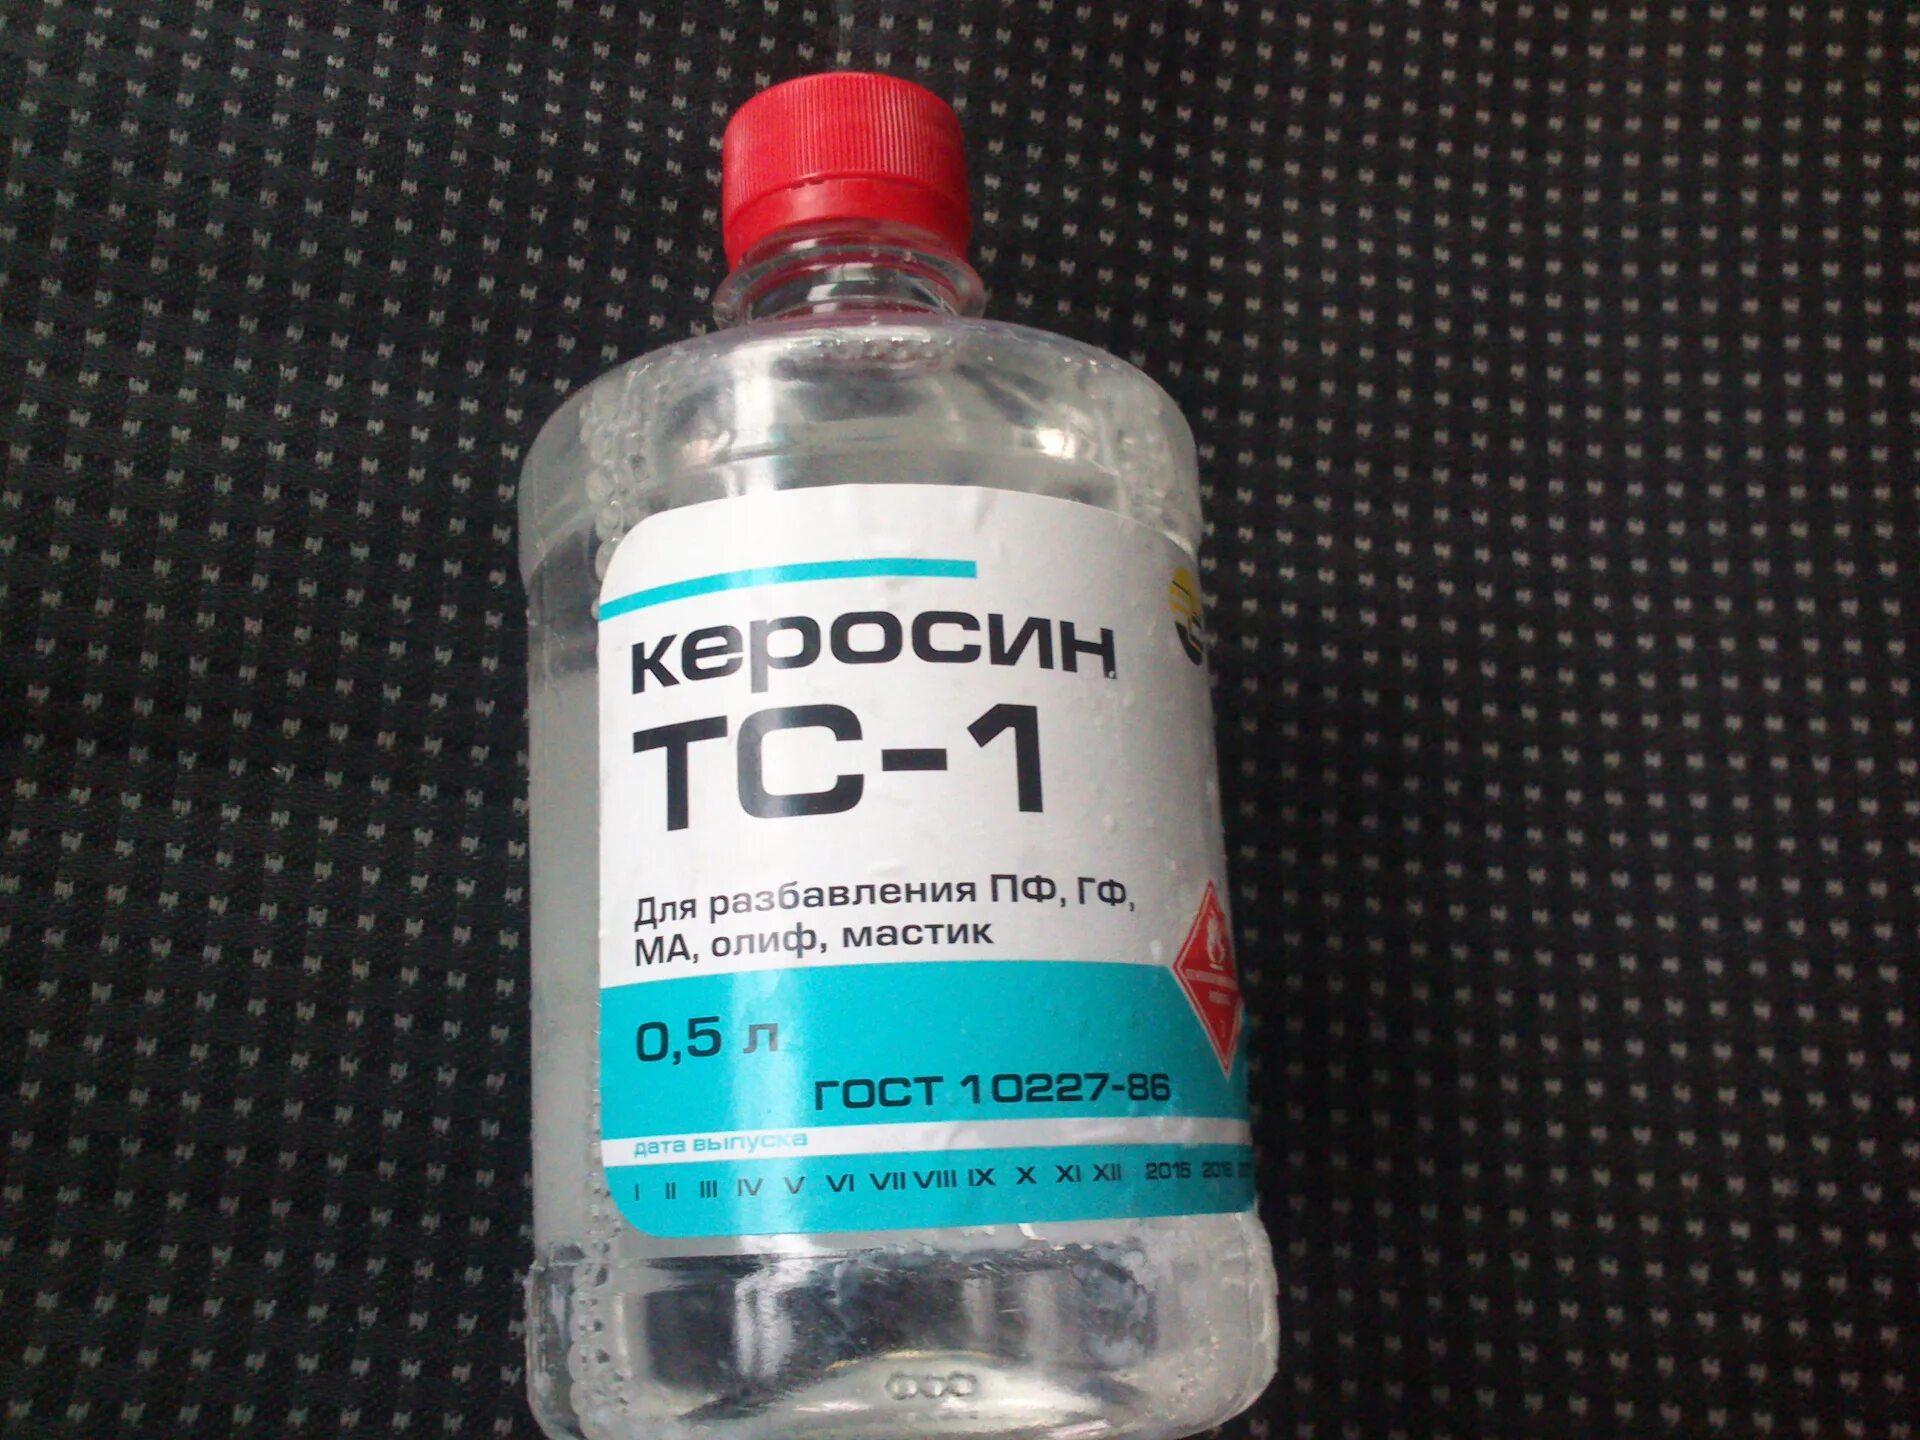 керосин
ТС-1
Для разбавления ПФ, ГФ,
МА, олиф, мастик
0,5 л
ГОСТ 10227-86
дата выпуска
I II III IV V VI VII VIII IX X XI XII 2015 2016